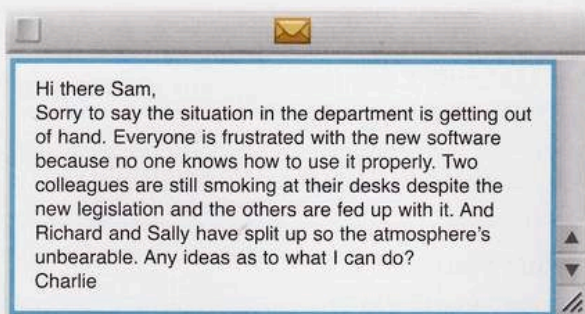 Hi there Sam,
Sorry to say the situation in the department is getting out
of hand. Everyone is frustrated with the new software
because no one knows how to use it properly. Two
colleagues are still smoking at their desks despite the
new legislation and the others are fed up with it. And
Richard and Sally have split up so the atmosphere's
unbearable. Any ideas as to what I can do?
Charlie